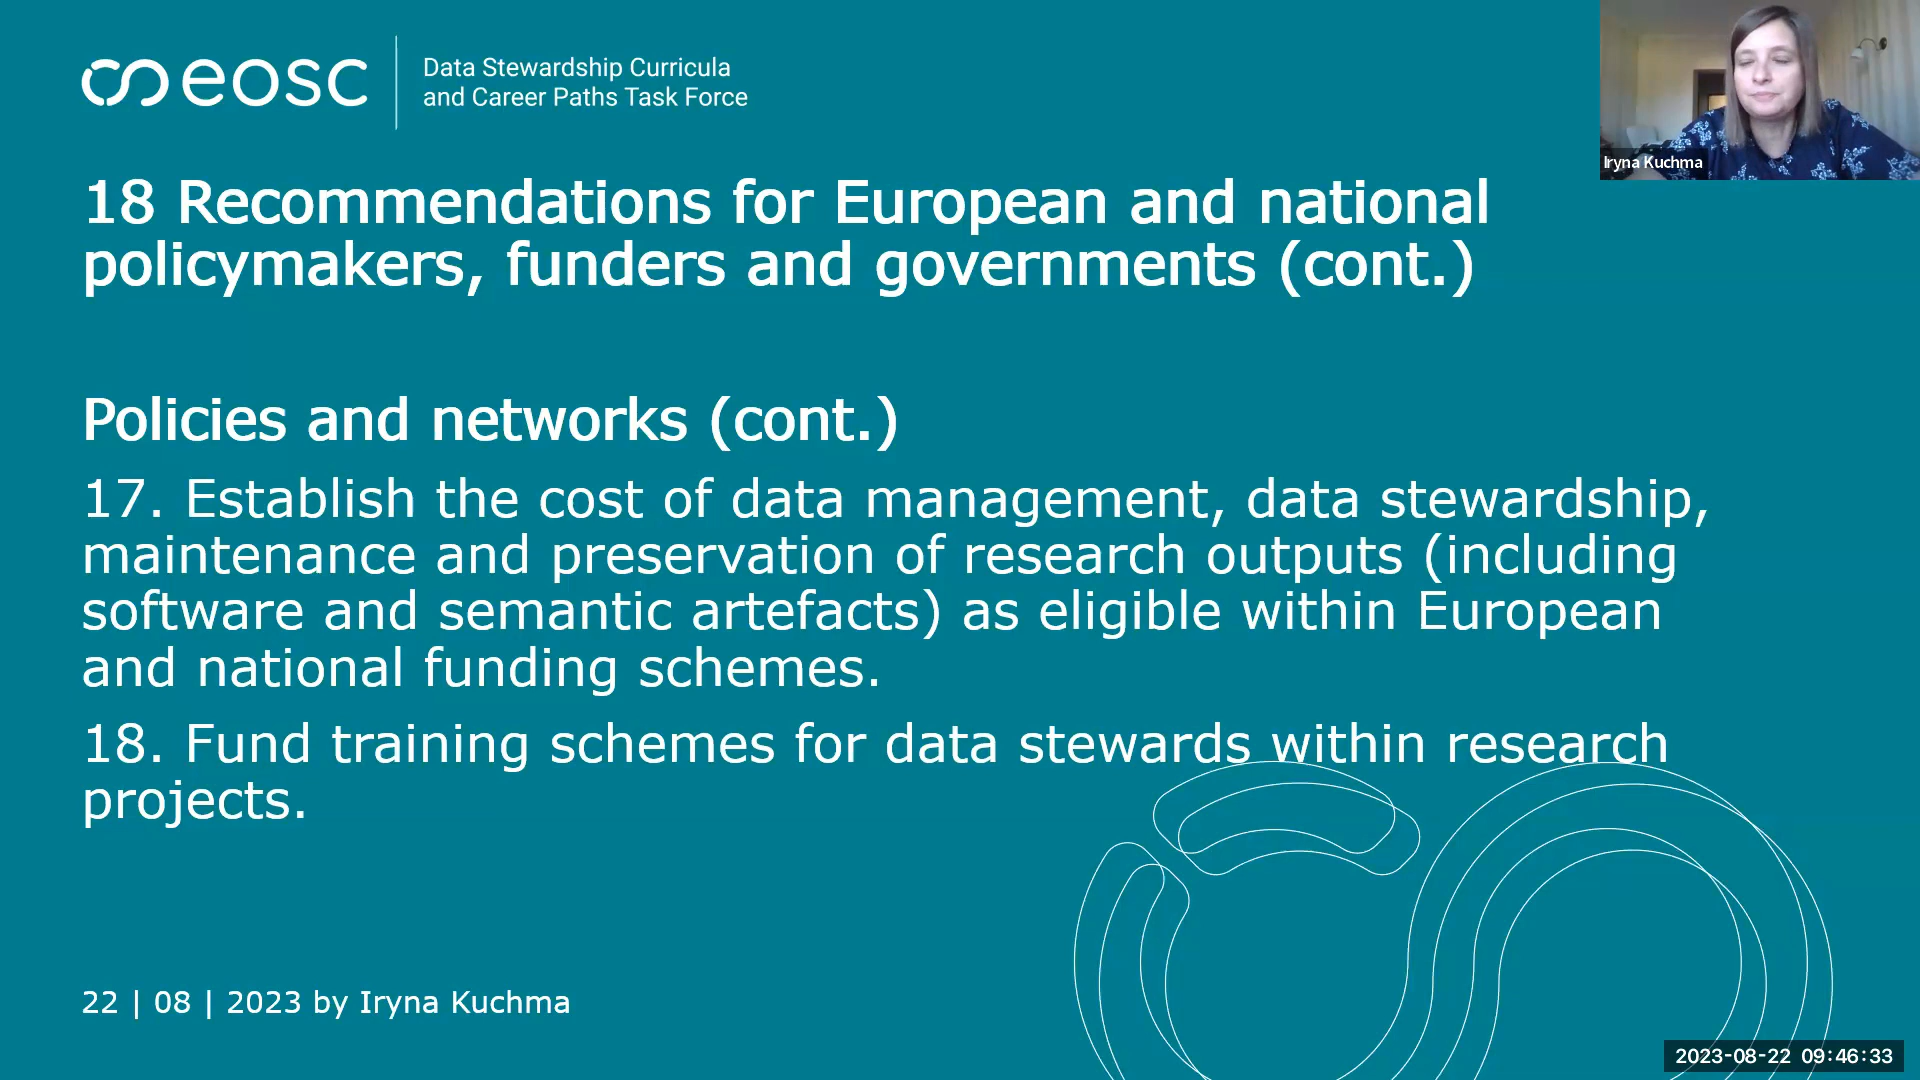 eosc
Data Stewardship Curricula
and Career Paths Task Force
Iryna Kuchma
18 Recommendations for European and national
policymakers, funders and governments (cont.)
Policies and networks (cont.)
17. Establish the cost of data management, data stewardship,
maintenance and preservation of research outputs (including
software and semantic artefacts) as eligible within European
and national funding schemes.
18. Fund training schemes for data stewards within research
projects.
22 | 08 | 2023 by Iryna Kuchma
2023-08-22 09:46:33